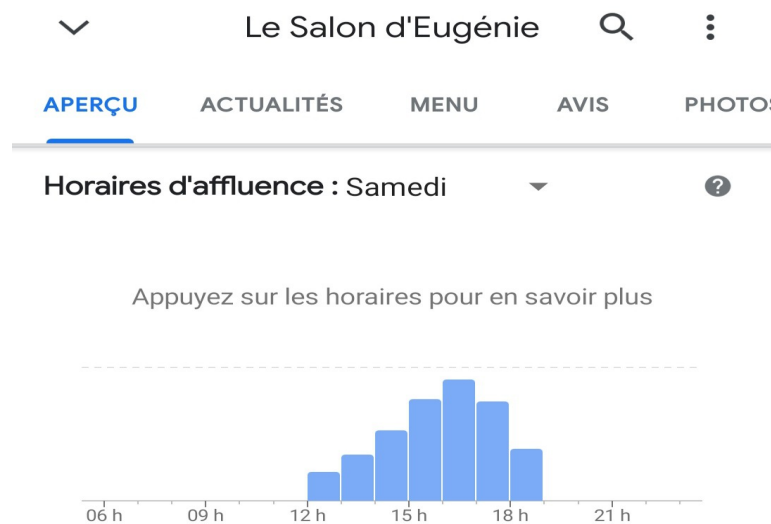 Le Salon d'Eugénie
APERÇU ACTUALITÉS MENU AVIS PHOTOS
Horaires d'affluence : Samedi
Appuyez sur les horaires pour en savoir plus
06 h 09 h 12 h 15 h 18 h 21 h